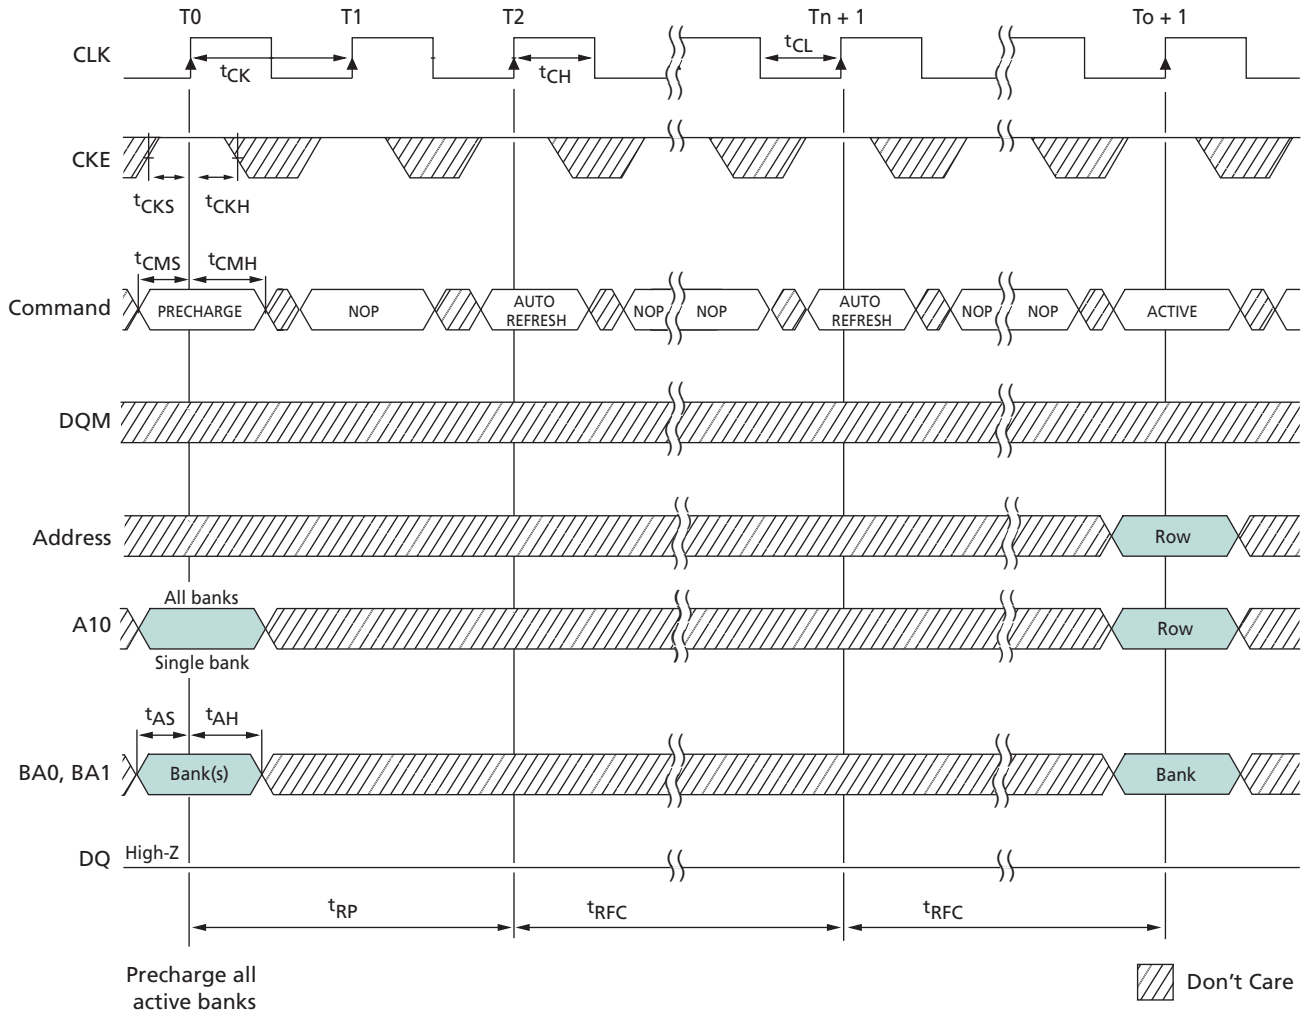 T0 T1 T2 Tn + 1 To + 1
CLK
tCK tCH tCL
CKE
tCKS tCKH
tCMS tCMH
Command PRECHARGE NOP AUTO REFRESH NOP NOP AUTO REFRESH NOP NOP ACTIVE
DQM
Address Row
All banks
A10 Row
Single bank
tAS tAH
BA0, BA1 Bank(s) Bank
DQ High-Z
tRP tRFC tRFC
Precharge all
active banks
Don't Care